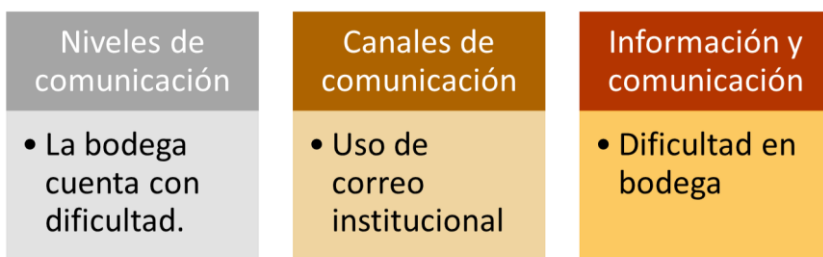 Niveles de
comunicación
• La bodega
cuenta con
dificultad.
Canales de
comunicación
• Uso de
correo
institucional
Información y
comunicación
• Dificultad en
bodega